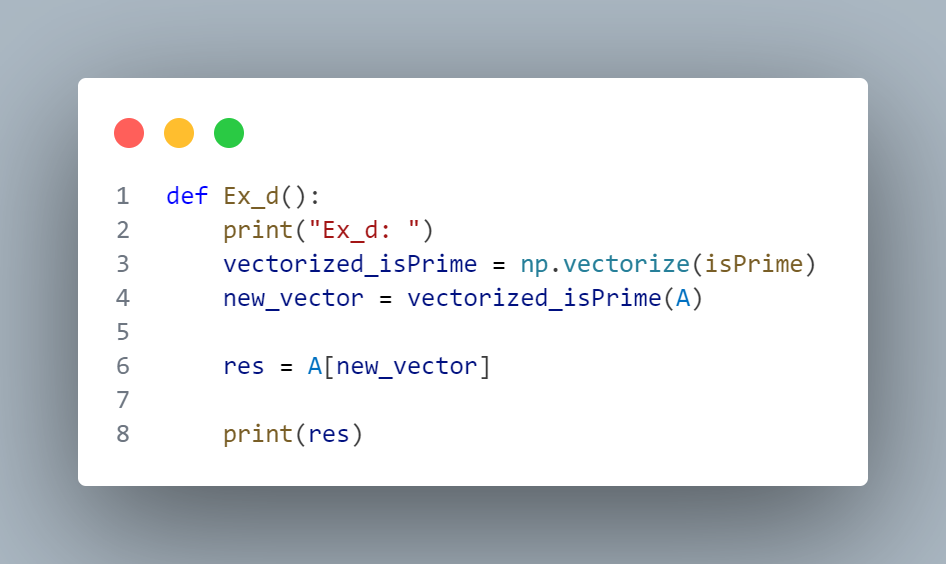 1 def Ex_d():
2     print("Ex_d: ")
3     vectorized_isPrime = np.vectorize(isPrime)
4     new_vector = vectorized_isPrime(A)
5
6     res = A[new_vector]
7
8     print(res)